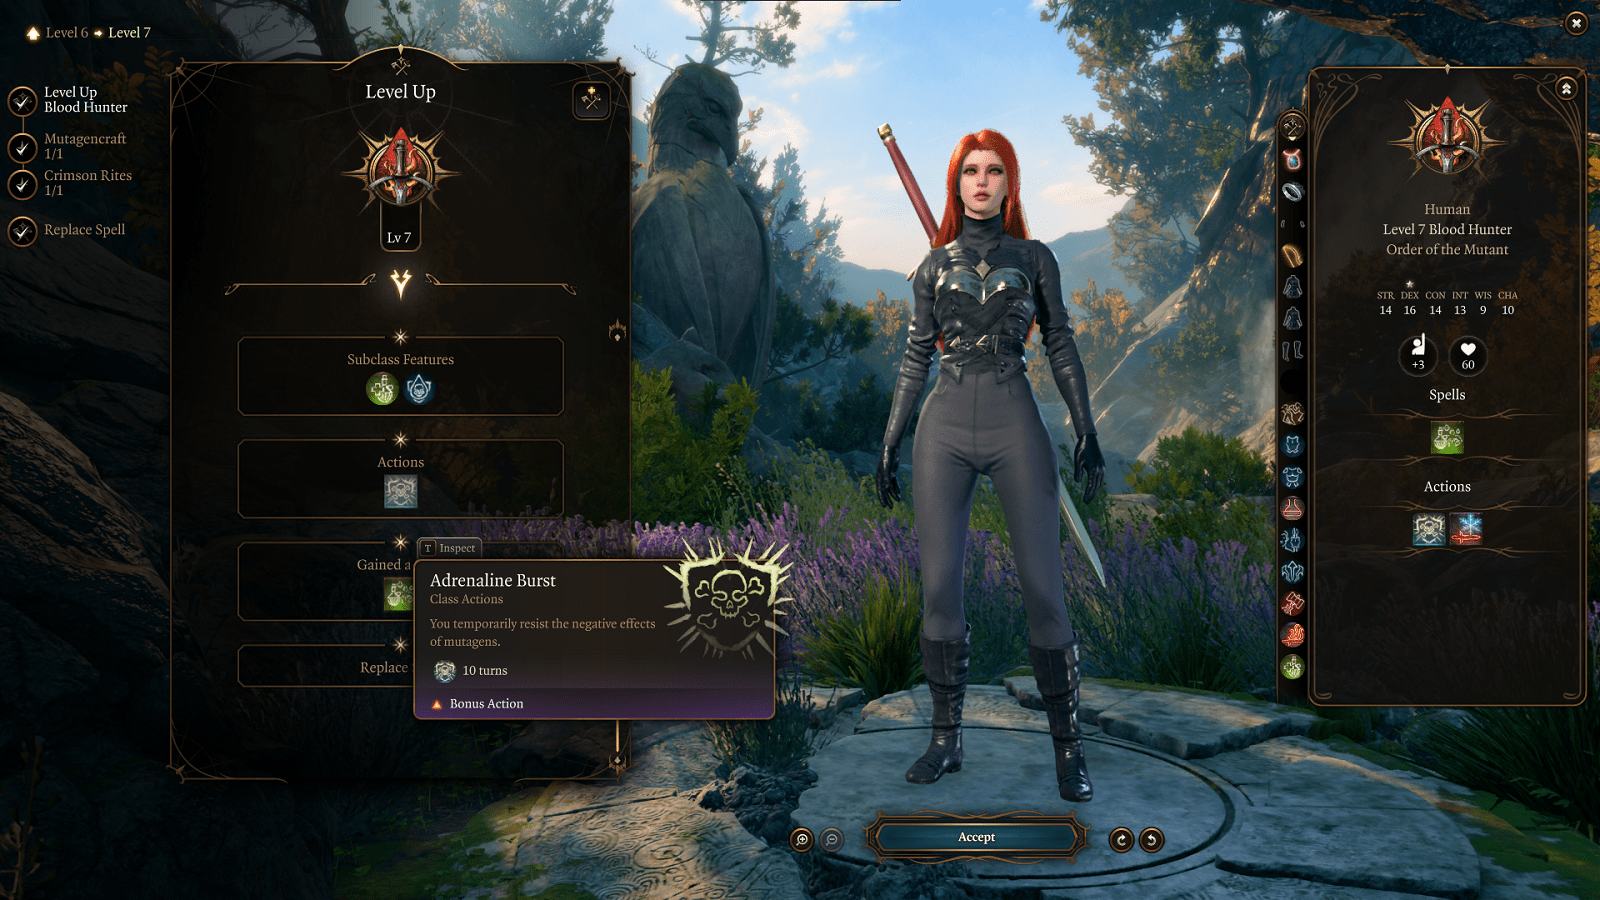 Level 6 Level 7
Level Up
Blood Hunter
Mutagencraft
1/1
Crimson Rites
1/1
Replace Spell
Level Up
Lv 7
Subclass Features
Actions
Gained a
Replace
T Inspect
Adrenaline Burst
Class Actions
You temporarily resist the negative effects
of mutagens.
10 turns
Bonus Action
Accept
Human
Level 7 Blood Hunter
Order of the Mutant
STR DEX CON INT WIS CHA
14 16 14 13 9 10
+3 60
Spells
Actions